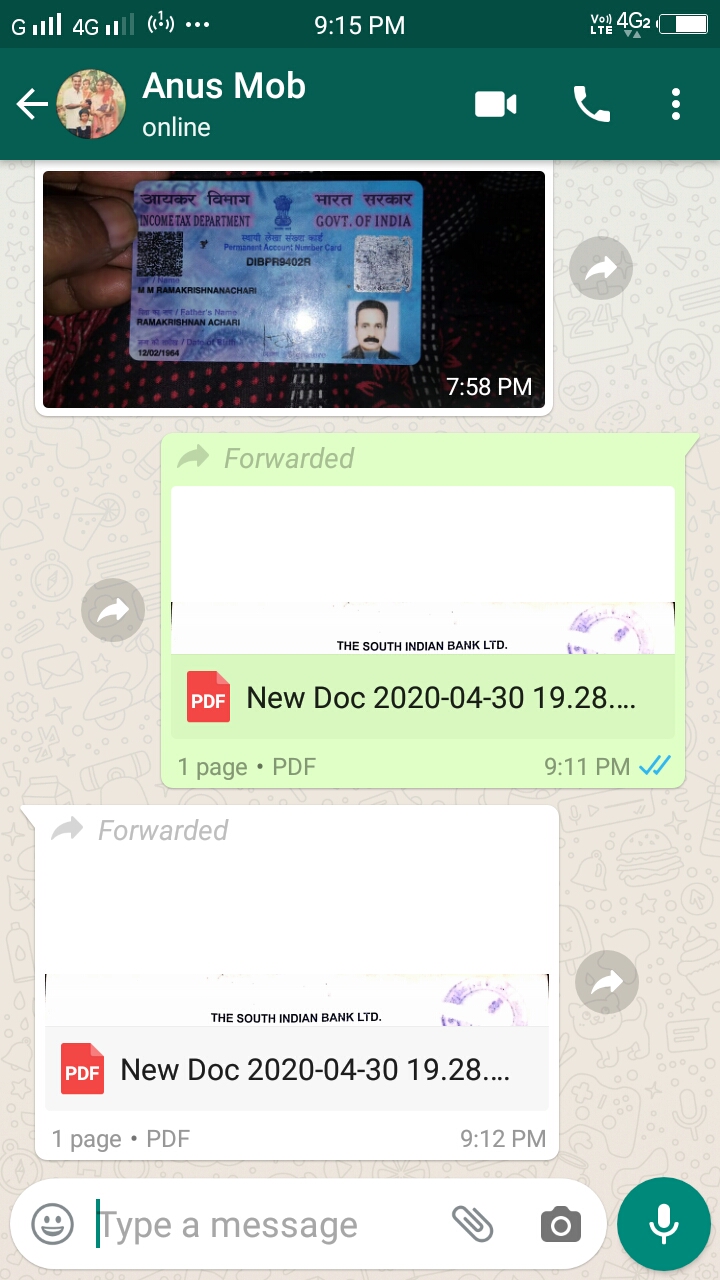 G 4G 9:15 PM Vo)) LTE 4G2
Anus Mob
online
आयकर विभाग भारत सरकार
INCOME TAX DEPARTMENT GOVT. OF INDIA
स्थायी लेखा संख्या कार्ड
Permanent Account Number Card
DIBPR9402R
नाम / Name
M M RAMAKRISHNANACHARI
पिता का नाम / Father's Name
RAMAKRISHNAN ACHARI
/ Date of Birth
12/02/1964
Signature
7:58 PM
Forwarded
THE SOUTH INDIAN BANK LTD.
PDF New Doc 2020-04-30 19.28....
1 page • PDF 9:11 PM
Forwarded
THE SOUTH INDIAN BANK LTD.
PDF New Doc 2020-04-30 19.28....
1 page • PDF 9:12 PM
Type a message